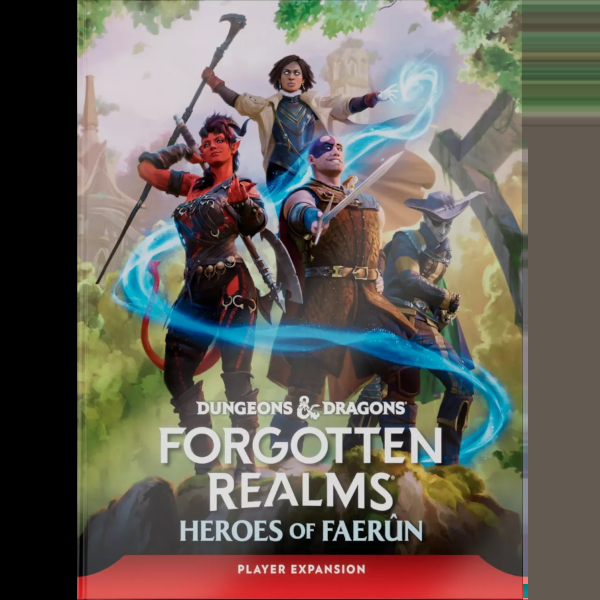 DUNGEONS & DRAGONS
FORGOTTEN
REALMS
HEROES OF FAERÛN
PLAYER EXPANSION